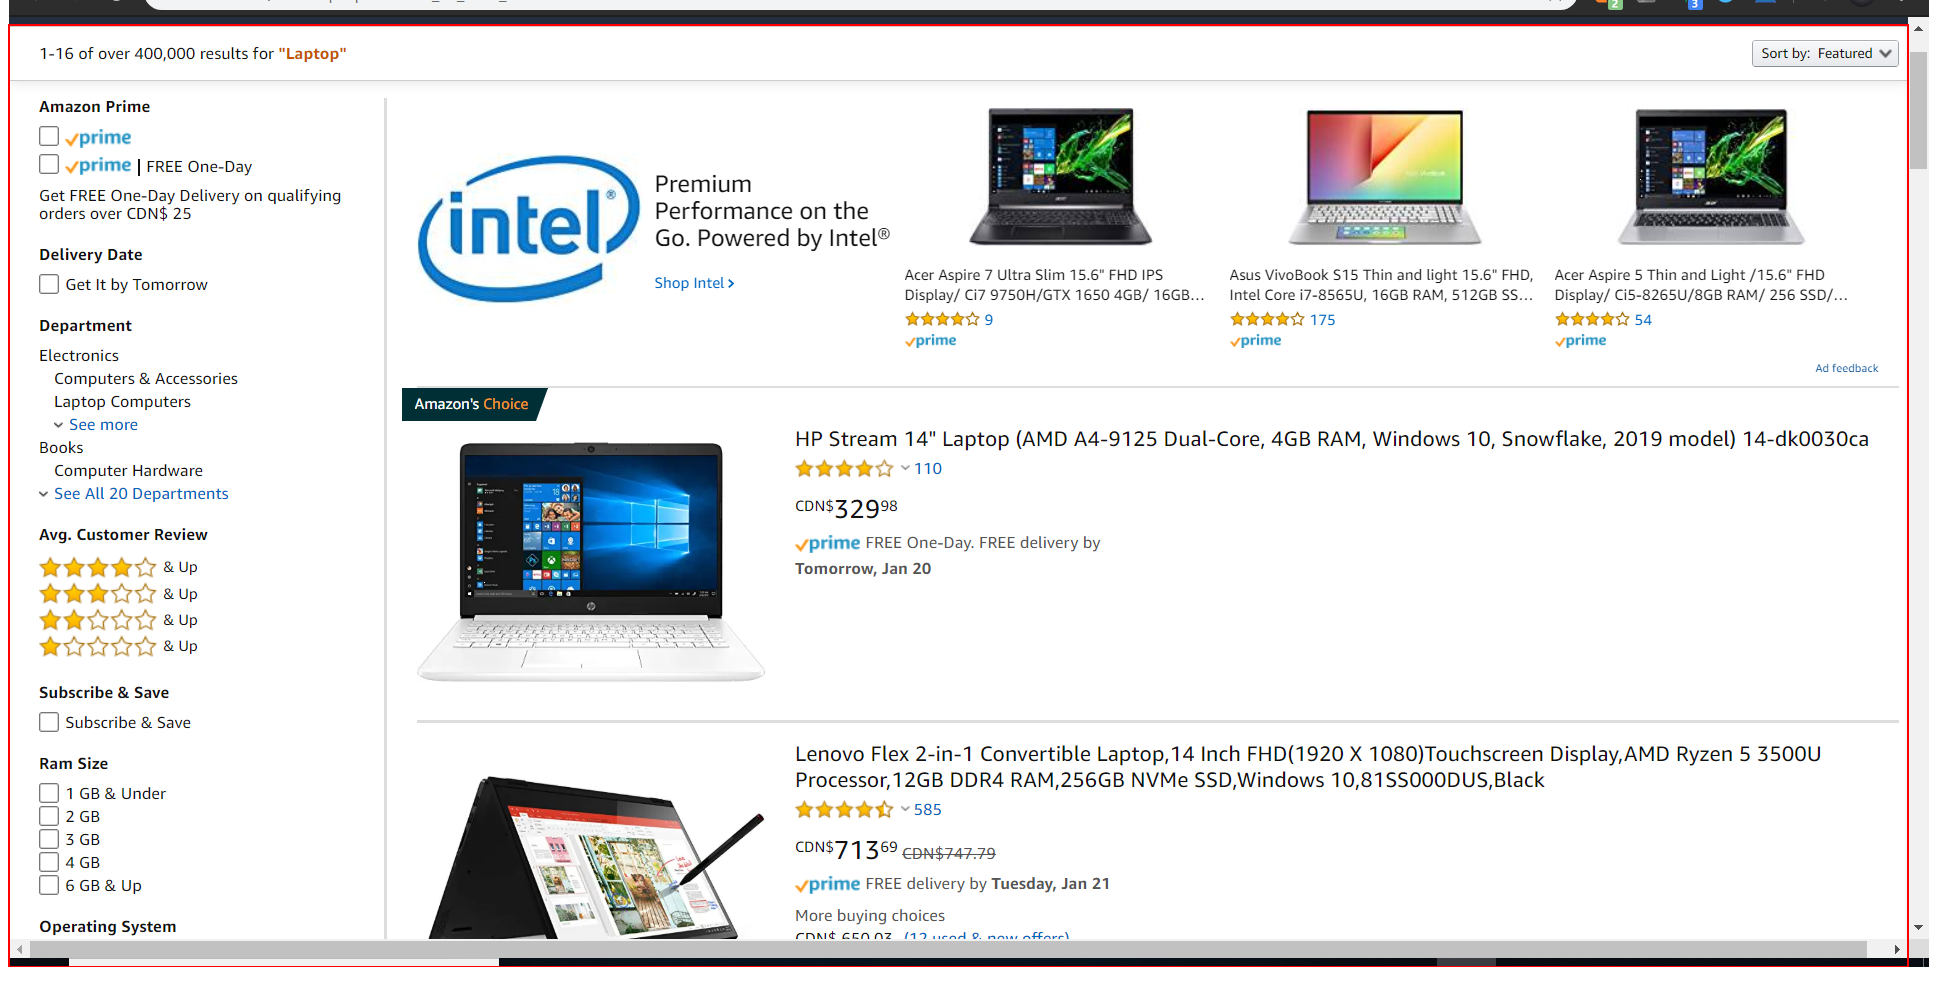 1-16 of over 400,000 results for "Laptop"
Sort by: Featured
Amazon Prime
prime
prime | FREE One-Day
Get FREE One-Day Delivery on qualifying
orders over CDN$ 25
Delivery Date
Get It by Tomorrow
Department
Electronics
Computers & Accessories
Laptop Computers
See more
Books
Computer Hardware
See All 20 Departments
Avg. Customer Review
& Up
& Up
& Up
& Up
Subscribe & Save
Subscribe & Save
Ram Size
1 GB & Under
2 GB
3 GB
4 GB
6 GB & Up
Operating System
intel®
Premium
Performance on the
Go. Powered by Intel®
Shop Intel
Acer Aspire 7 Ultra Slim 15.6" FHD IPS
Display/ Ci7 9750H/GTX 1650 4GB/ 16GB...
9
prime
Asus VivoBook S15 Thin and light 15.6" FHD,
Intel Core i7-8565U, 16GB RAM, 512GB SS...
175
prime
Acer Aspire 5 Thin and Light /15.6" FHD
Display/ Ci5-8265U/8GB RAM/ 256 SSD/...
54
prime
Ad feedback
Amazon's Choice
HP Stream 14" Laptop (AMD A4-9125 Dual-Core, 4GB RAM, Windows 10, Snowflake, 2019 model) 14-dk0030ca
110
CDN$32998
prime FREE One-Day. FREE delivery by
Tomorrow, Jan 20
Lenovo Flex 2-in-1 Convertible Laptop,14 Inch FHD(1920 X 1080)Touchscreen Display,AMD Ryzen 5 3500U
Processor,12GB DDR4 RAM,256GB NVMe SSD,Windows 10,81SS000DUS,Black
585
CDN$71369 CDN$747.79
prime FREE delivery by Tuesday, Jan 21
More buying choices
CDN$ 650.03 (12 used & new offers)
2
3